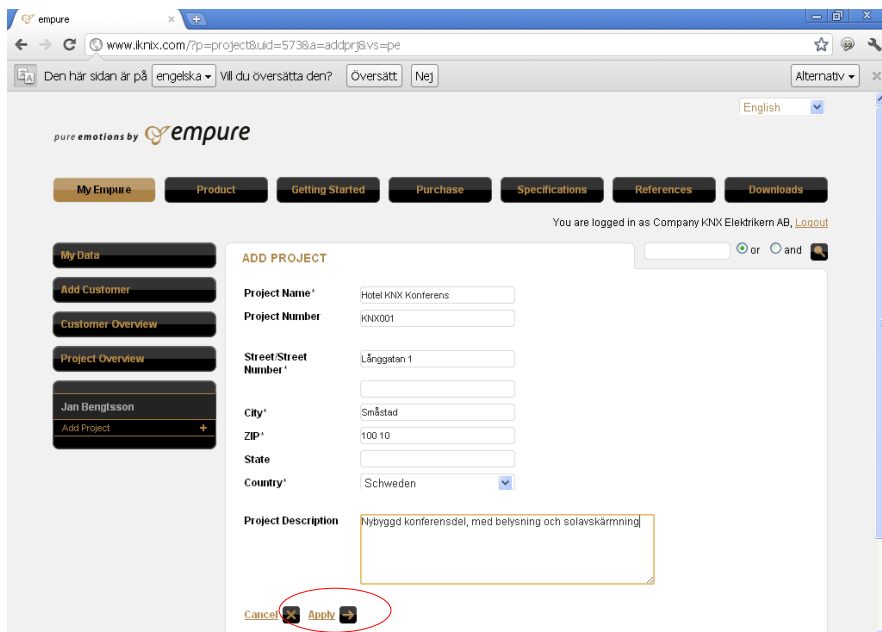 empure
www.iknix.com/?p=project&uid=573&a=addprj&vs=pe
Den här sidan är på engelska Vill du översätta den? Översätt Nej Alternativ
English
pure emotions by empure
My Empure Product Getting Started Purchase Specifications References Downloads
You are logged in as Company KNX Elektrikern AB, Logout
My Data
ADD PROJECT
or and
Add Customer
Customer Overview
Project Overview
Jan Bengtsson
Add Project +
Project Name* Hotel KNX Konferens
Project Number KNX001
Street/Street Number* Långgatan 1
City* Småstad
ZIP* 100 10
State
Country* Schweden
Project Description Nybyggd konferensdel, med belysning och solavskärmning
Cancel Apply